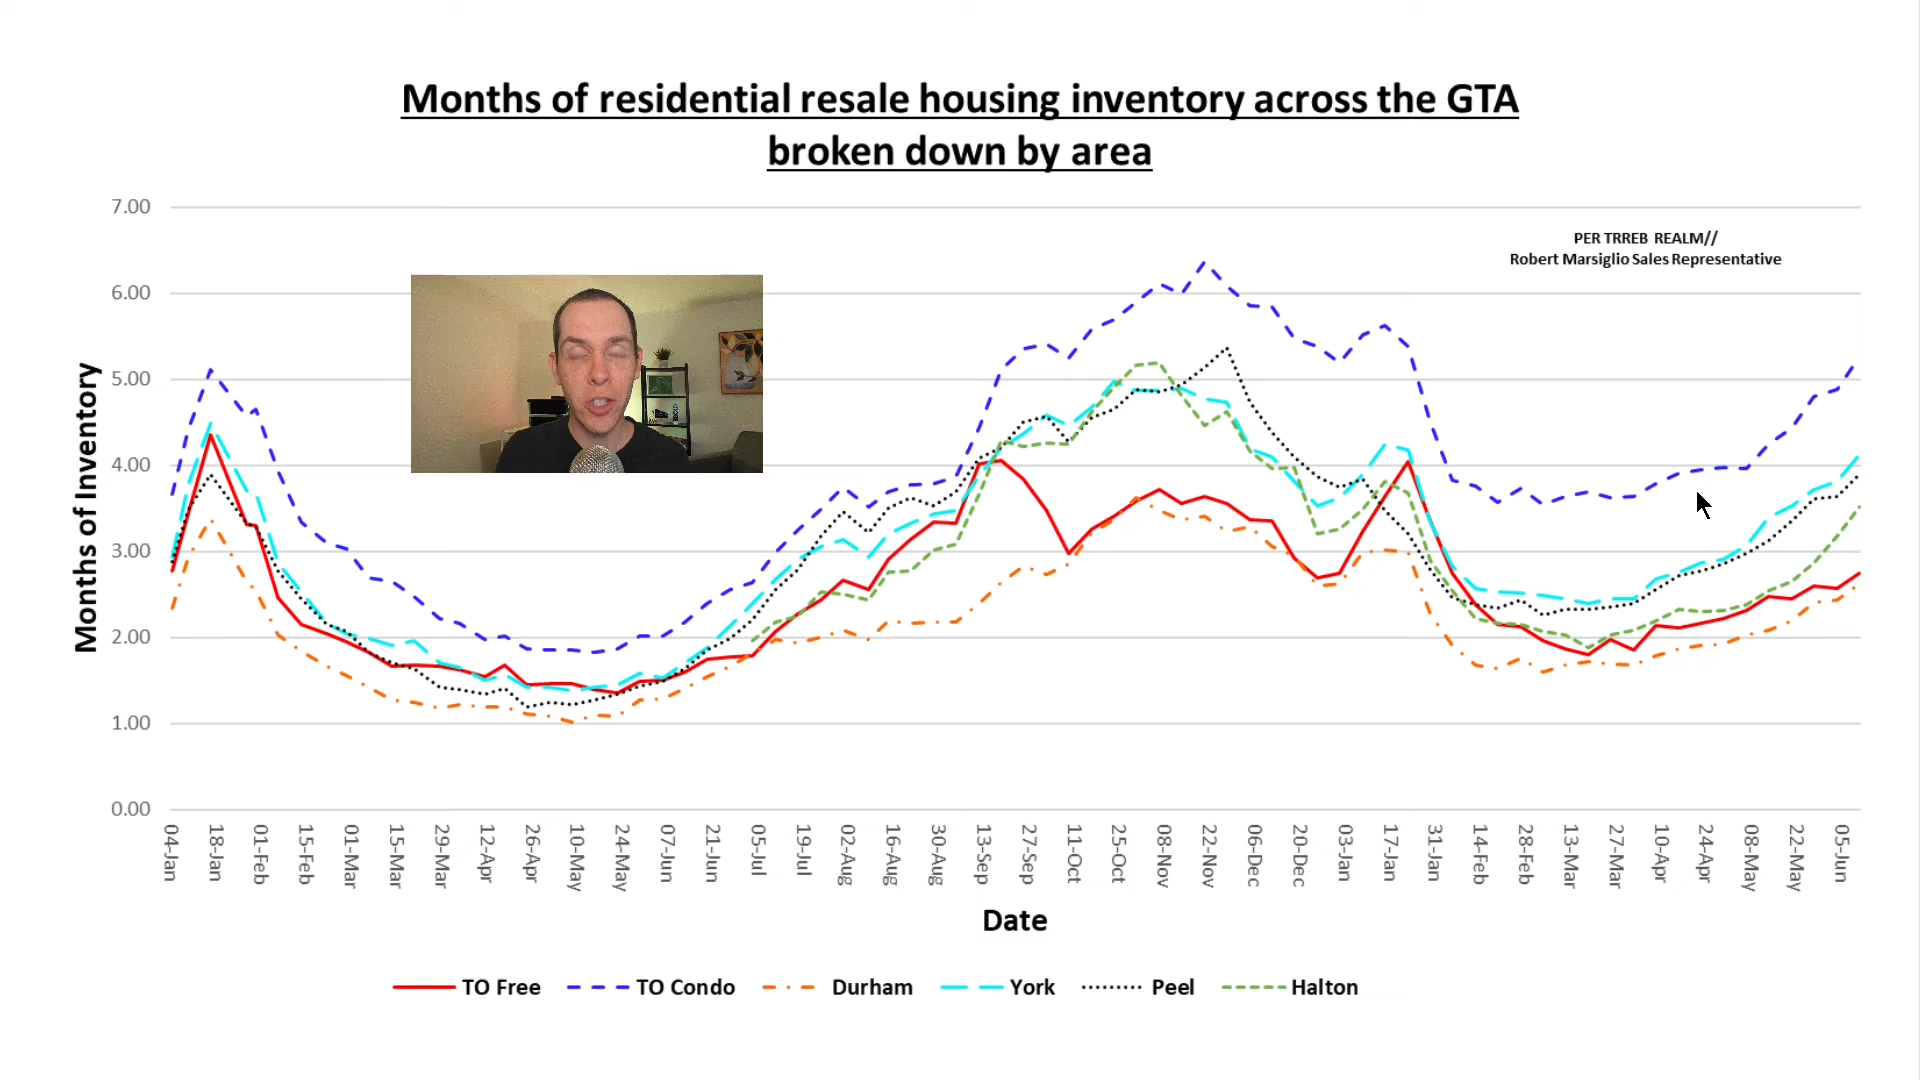 Months of residential resale housing inventory across the GTA
broken down by area
PER TRREB REALM//
Robert Marsiglio Sales Representative
Months of Inventory
7.00
6.00
5.00
4.00
3.00
2.00
1.00
0.00
04-Jan
18-Jan
01-Feb
15-Feb
01-Mar
15-Mar
29-Mar
12-Apr
26-Apr
10-May
24-May
07-Jun
21-Jun
05-Jul
19-Jul
02-Aug
16-Aug
30-Aug
13-Sep
27-Sep
11-Oct
25-Oct
08-Nov
22-Nov
06-Dec
20-Dec
03-Jan
17-Jan
31-Jan
14-Feb
28-Feb
13-Mar
27-Mar
10-Apr
24-Apr
08-May
22-May
05-Jun
Date
TO Free TO Condo Durham York Peel Halton